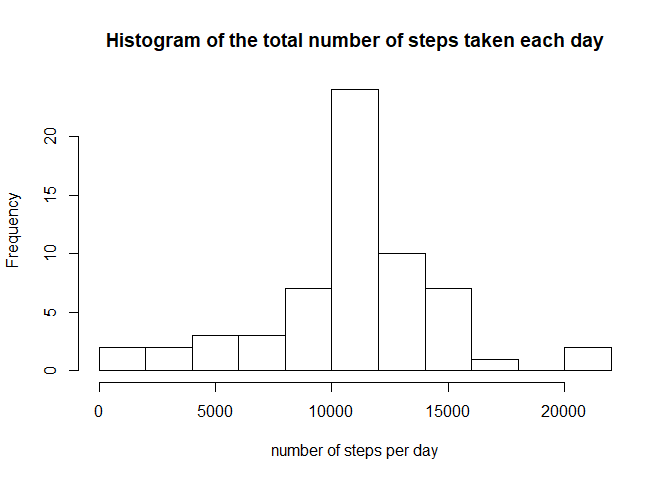 Histogram of the total number of steps taken each day
20
15
10
5
0
Frequency
0 5000 10000 15000 20000
number of steps per day